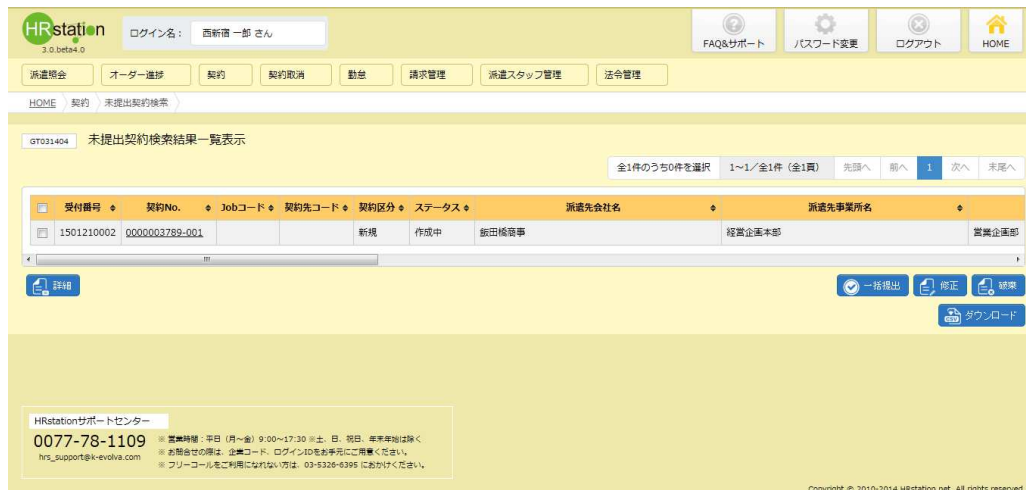 HRstation
3.0.beta4.0
ログイン名： 西新宿 一郎 さん
FAQ&サポート パスワード変更 ログアウト HOME
派遣照会 オーダー進捗 契約 契約取消 勤怠 請求管理 派遣スタッフ管理 法令管理
HOME 契約 未提出契約検索
GT031404 未提出契約検索結果一覧表示
全1件のうち0件を選択 1～1／全1件（全1頁） 先頭へ 前へ 1 次へ 末尾へ
受付番号 契約No. Jobコード 契約先コード 契約区分 ステータス 派遣先会社名 派遣先事業所名
1501210002 0000003789-001 新規 作成中 飯田橋商事 経営企画本部 営業企画部
詳細 一括提出 修正 破棄
CSV ダウンロード
HRstationサポートセンター
0077-78-1109 ※ 営業時間：平日（月～金）9:00～17:30 ※土、日、祝日、年末年始は除く
hrs_support@k-evolva.com ※ お問合せの際は、企業コード、ログインIDをお手元にご用意ください。
※ フリーコールをご利用になれない方は、03-5326-6395 におかけください。
Copyright © 2010-2014 HRstation.net. All rights reserved